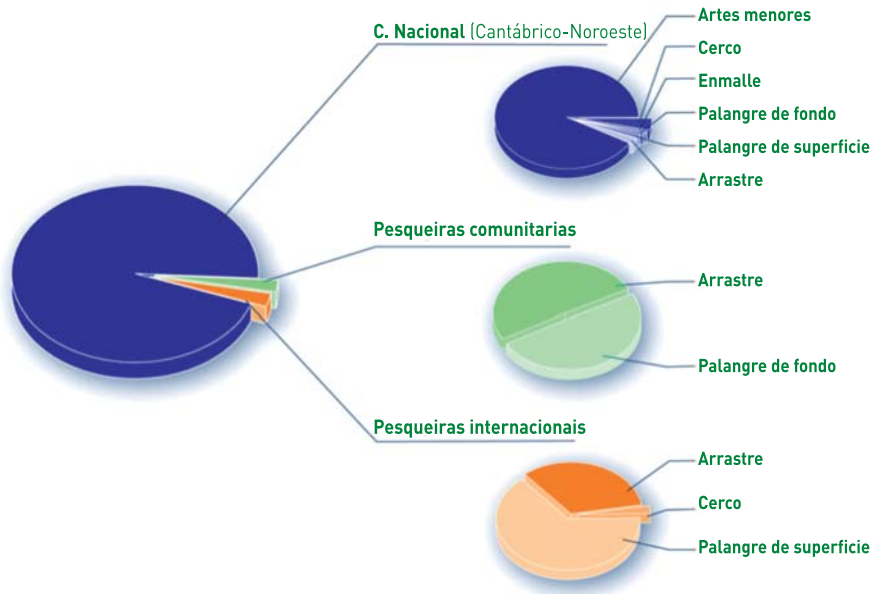 C. Nacional (Cantábrico-Noroeste)
Artes menores
Cerco
Enmalle
Palangre de fondo
Palangre de superficie
Arrastre
Pesqueiras comunitarias
Arrastre
Palangre de fondo
Pesqueiras internacionais
Arrastre
Cerco
Palangre de superficie